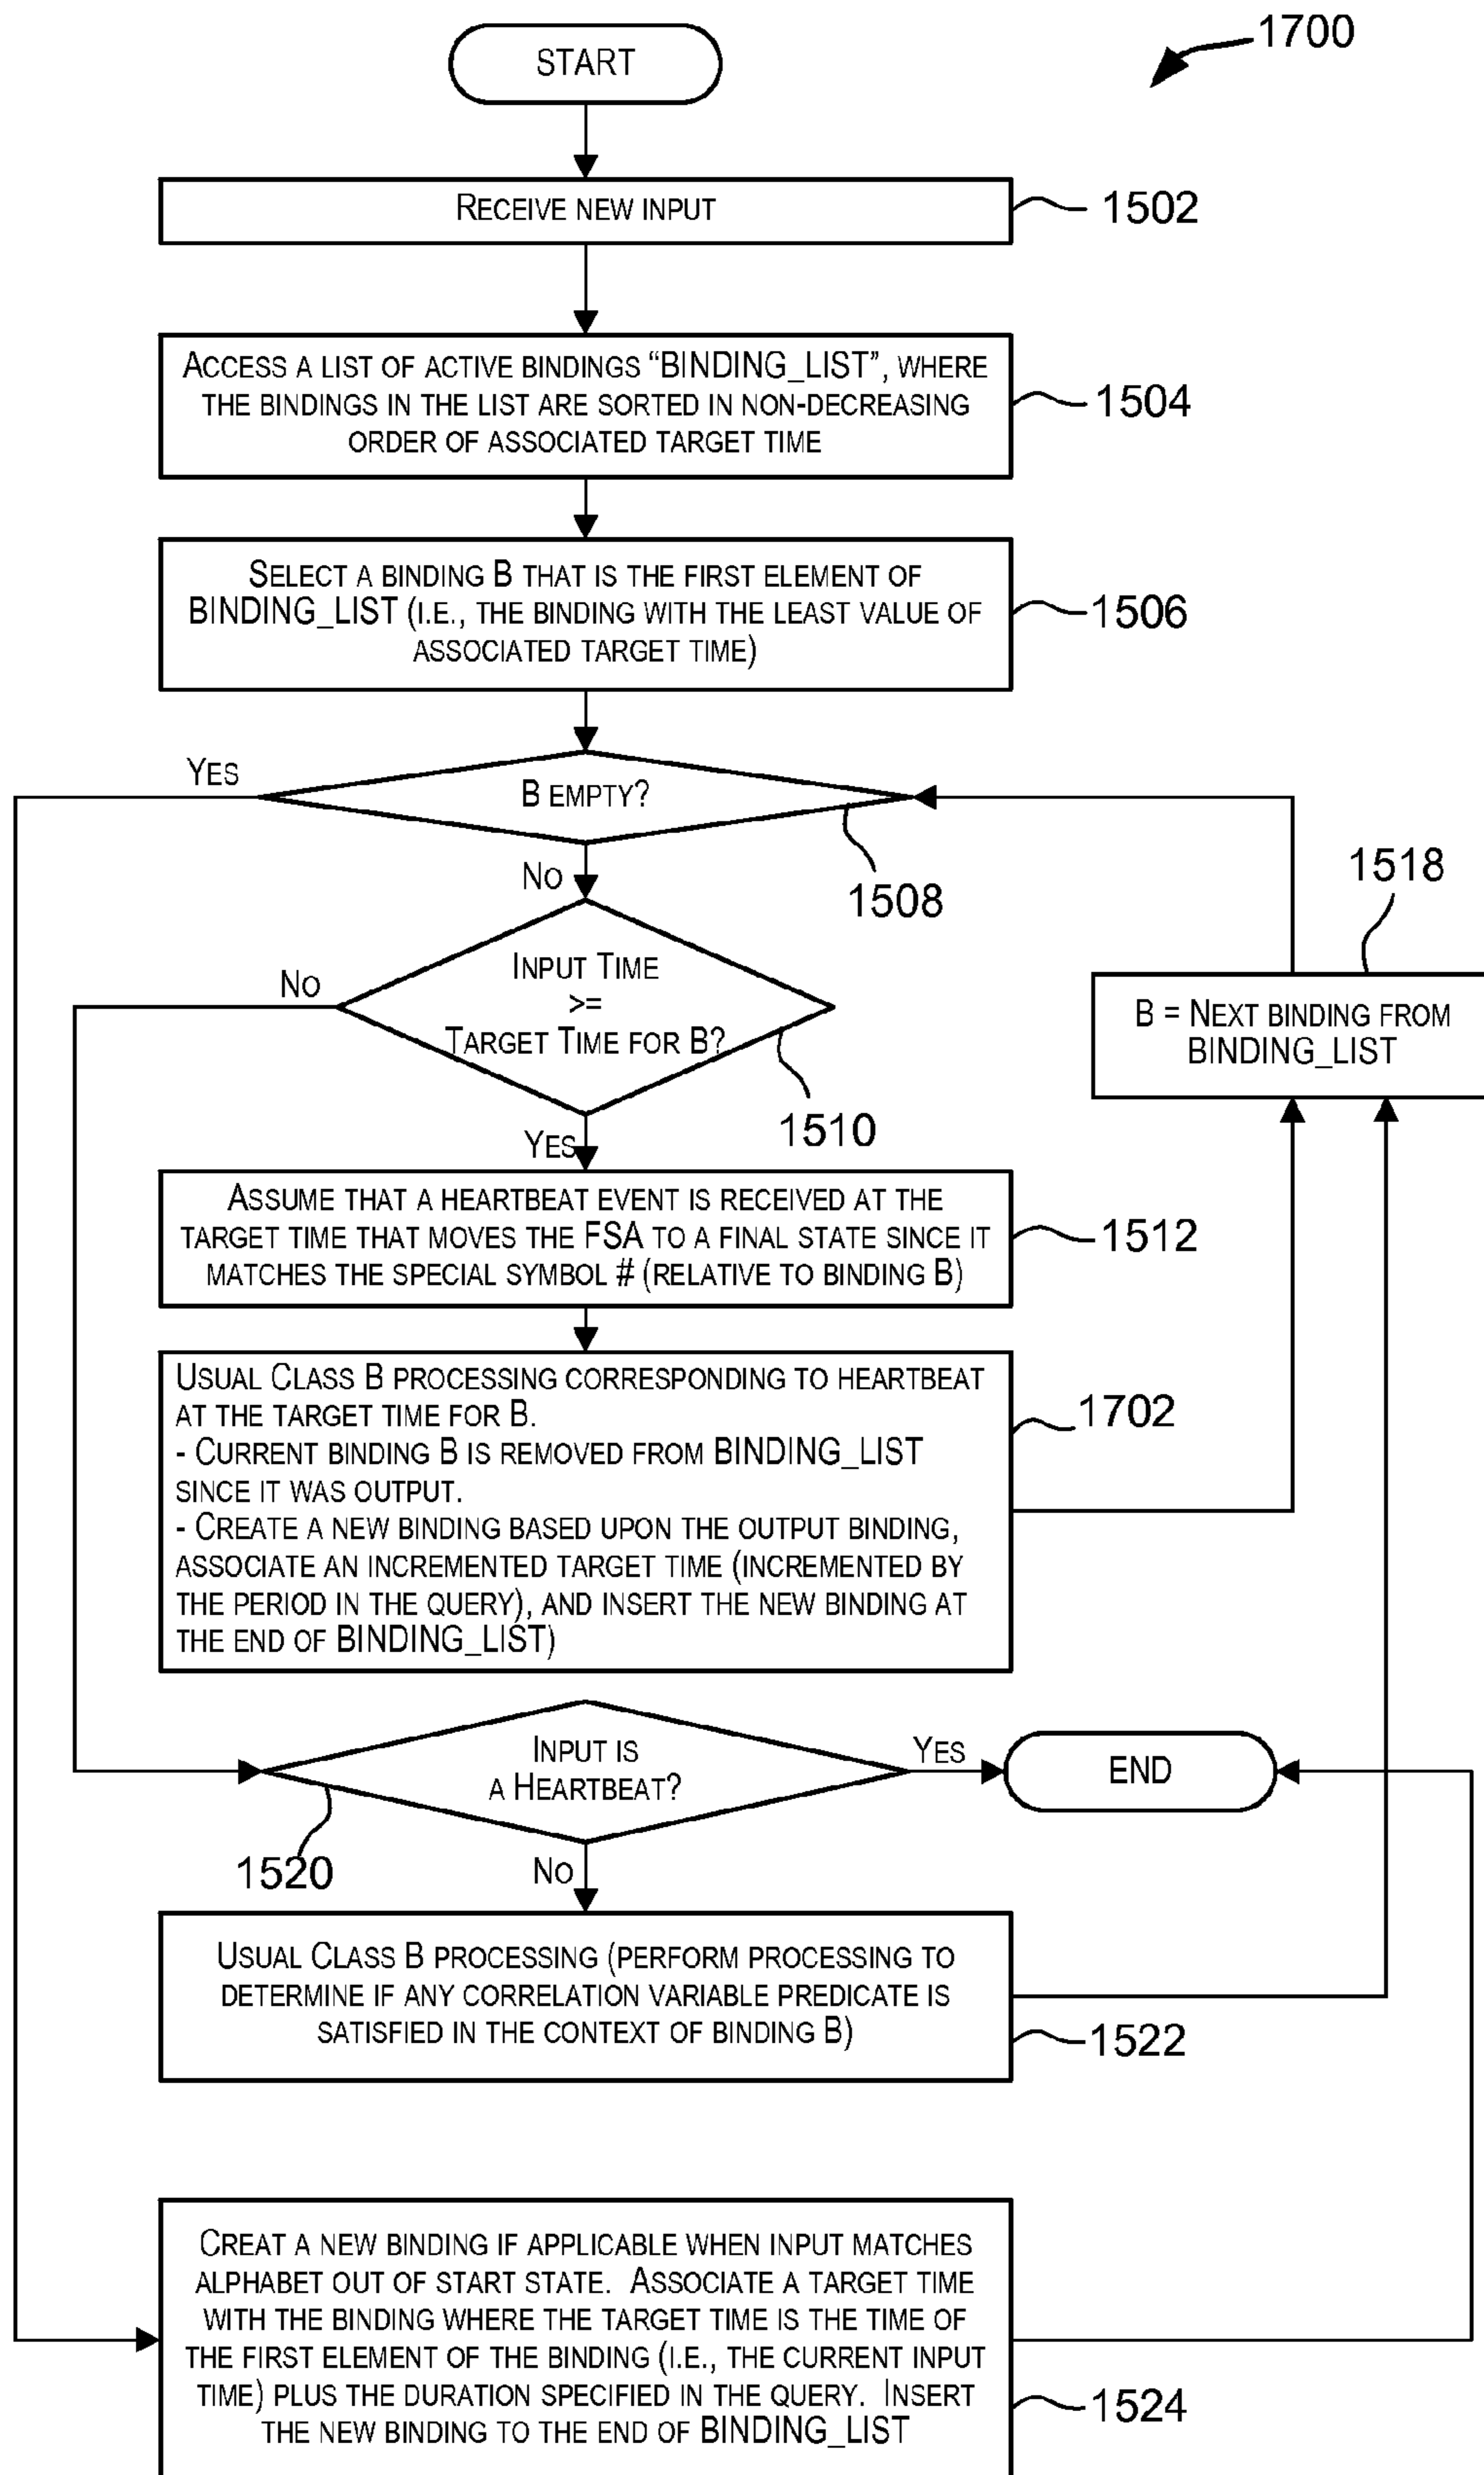 START
1700
RECEIVE NEW INPUT
1502
ACCESS A LIST OF ACTIVE BINDINGS “BINDING_LIST”, WHERE
THE BINDINGS IN THE LIST ARE SORTED IN NON-DECREASING
ORDER OF ASSOCIATED TARGET TIME
1504
SELECT A BINDING B THAT IS THE FIRST ELEMENT OF
BINDING_LIST (I.E., THE BINDING WITH THE LEAST VALUE OF
ASSOCIATED TARGET TIME)
1506
YES
B EMPTY?
NO
1508
1518
INPUT TIME
>=
TARGET TIME FOR B?
NO
B = NEXT BINDING FROM
BINDING_LIST
1510
YES
ASSUME THAT A HEARTBEAT EVENT IS RECEIVED AT THE
TARGET TIME THAT MOVES THE FSA TO A FINAL STATE SINCE IT
MATCHES THE SPECIAL SYMBOL # (RELATIVE TO BINDING B)
1512
USUAL CLASS B PROCESSING CORRESPONDING TO HEARTBEAT
AT THE TARGET TIME FOR B.
- CURRENT BINDING B IS REMOVED FROM BINDING_LIST
SINCE IT WAS OUTPUT.
- CREATE A NEW BINDING BASED UPON THE OUTPUT BINDING,
ASSOCIATE AN INCREMENTED TARGET TIME (INCREMENTED BY
THE PERIOD IN THE QUERY), AND INSERT THE NEW BINDING AT
THE END OF BINDING_LIST)
1702
INPUT IS
A HEARTBEAT?
YES
END
1520
NO
USUAL CLASS B PROCESSING (PERFORM PROCESSING TO
DETERMINE IF ANY CORRELATION VARIABLE PREDICATE IS
SATISFIED IN THE CONTEXT OF BINDING B)
1522
CREAT A NEW BINDING IF APPLICABLE WHEN INPUT MATCHES
ALPHABET OUT OF START STATE. ASSOCIATE A TARGET TIME
WITH THE BINDING WHERE THE TARGET TIME IS THE TIME OF
THE FIRST ELEMENT OF THE BINDING (I.E., THE CURRENT INPUT
TIME) PLUS THE DURATION SPECIFIED IN THE QUERY. INSERT
THE NEW BINDING TO THE END OF BINDING_LIST
1524